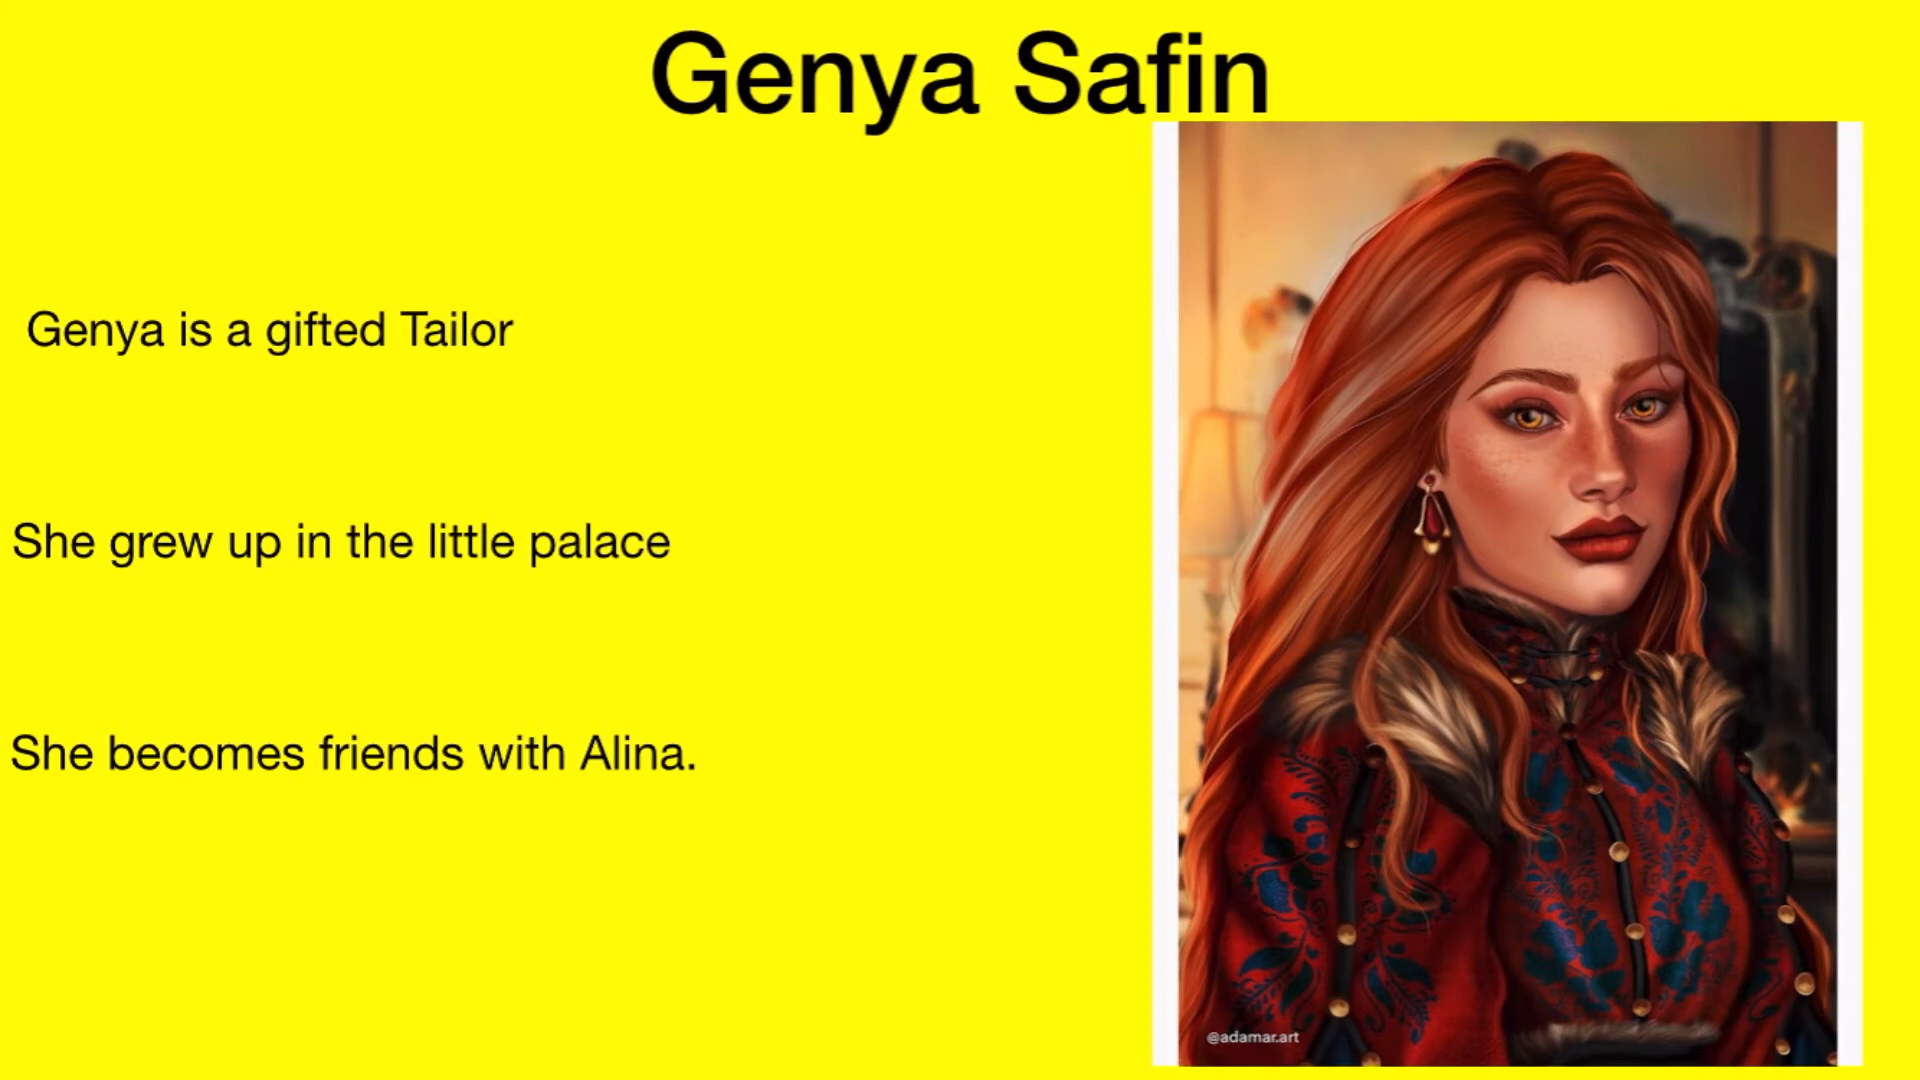 Genya Safin
Genya is a gifted Tailor
She grew up in the little palace
She becomes friends with Alina.
@adamar.art